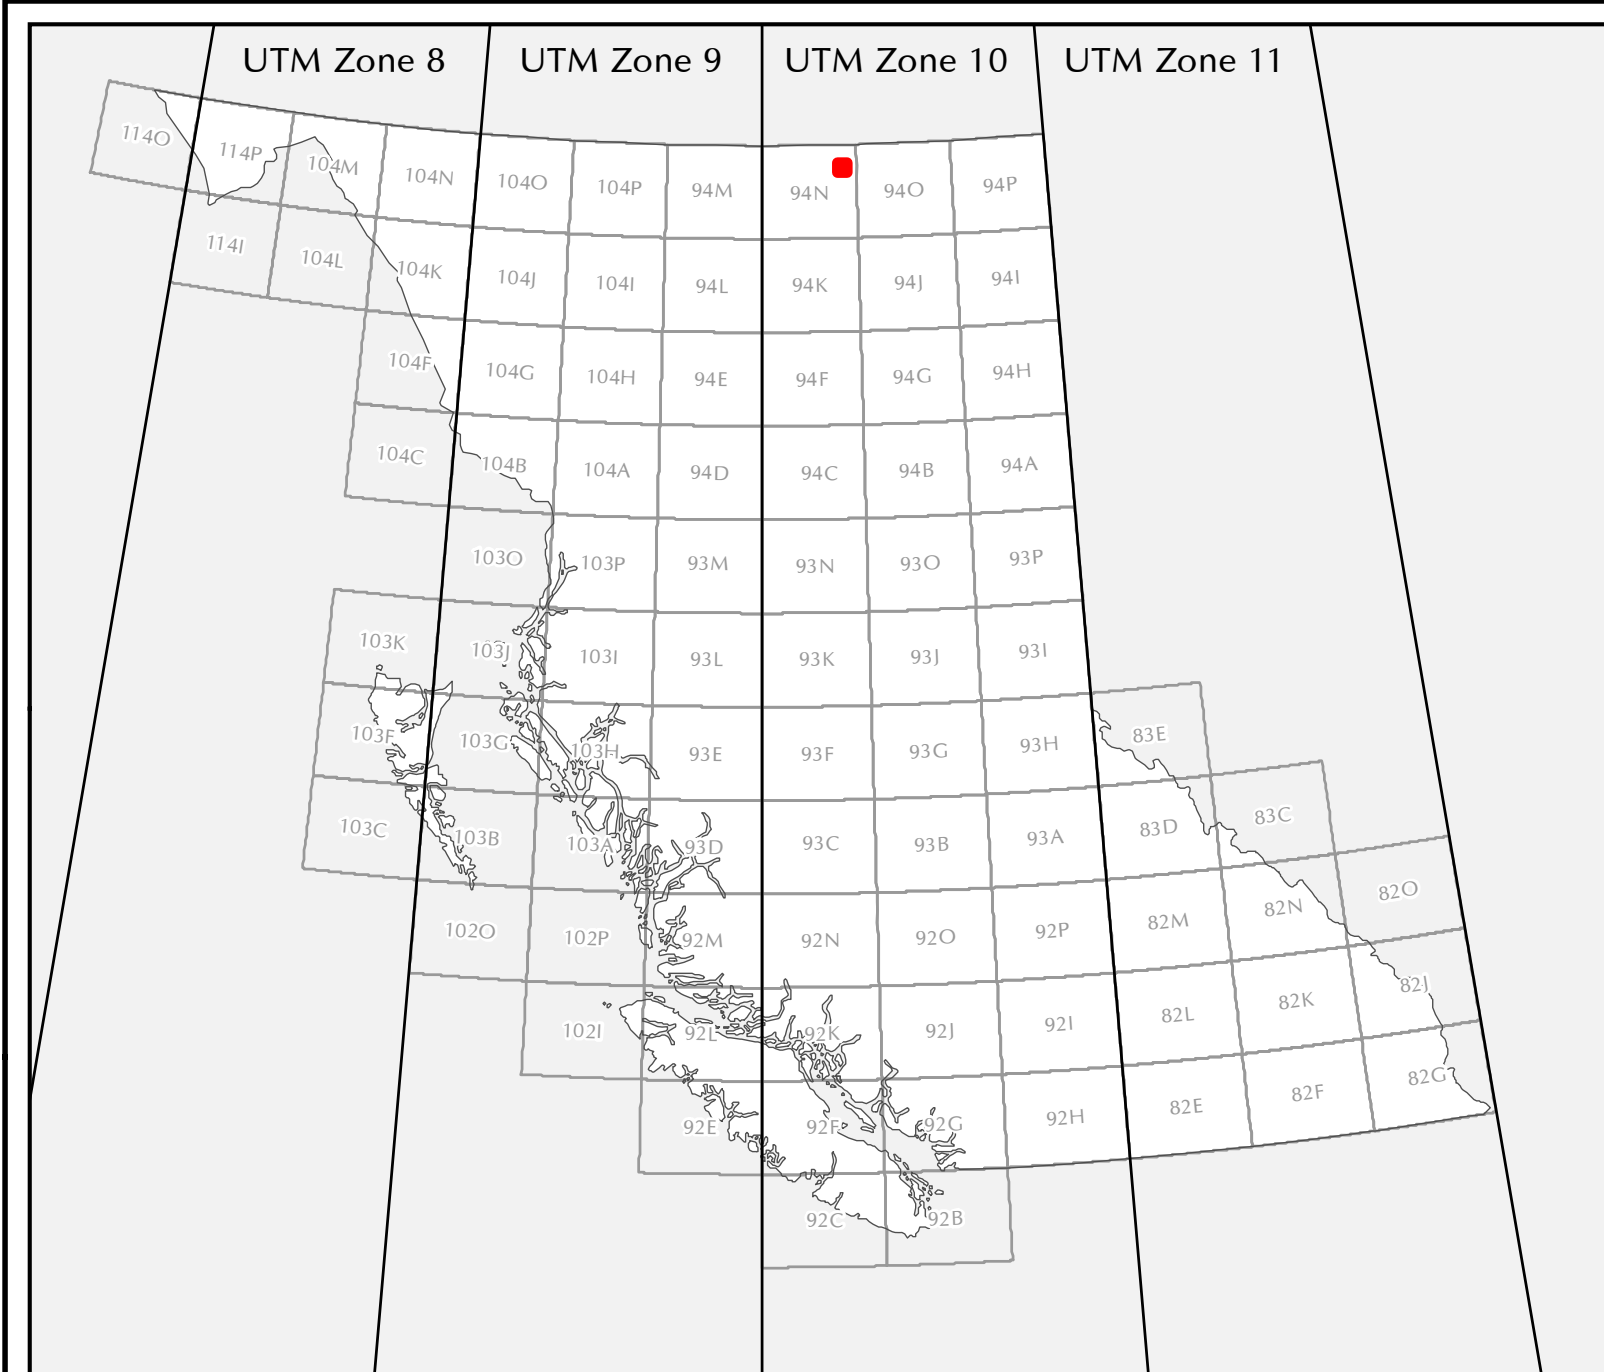 UTM Zone 8 UTM Zone 9 UTM Zone 10 UTM Zone 11
114O 114P 104M 104N 104O 104P 94M 94N 94O 94P
114I 104L 104K 104J 104I 94L 94K 94J 94I
104F 104G 104H 94E 94F 94G 94H
104C 104B 104A 94D 94C 94B 94A
103O 103P 93M 93N 93O 93P
103K 103J 103I 93L 93K 93J 93I
103F 103G 103H 93E 93F 93G 93H 83E
103C 103B 103A 93D 93C 93B 93A 83D 83C
102O 102P 92M 92N 92O 92P 82M 82N 82O
102I 92L 92K 92J 92I 82L 82K 82J
92E 92F 92G 92H 82E 82F 82G
92C 92B